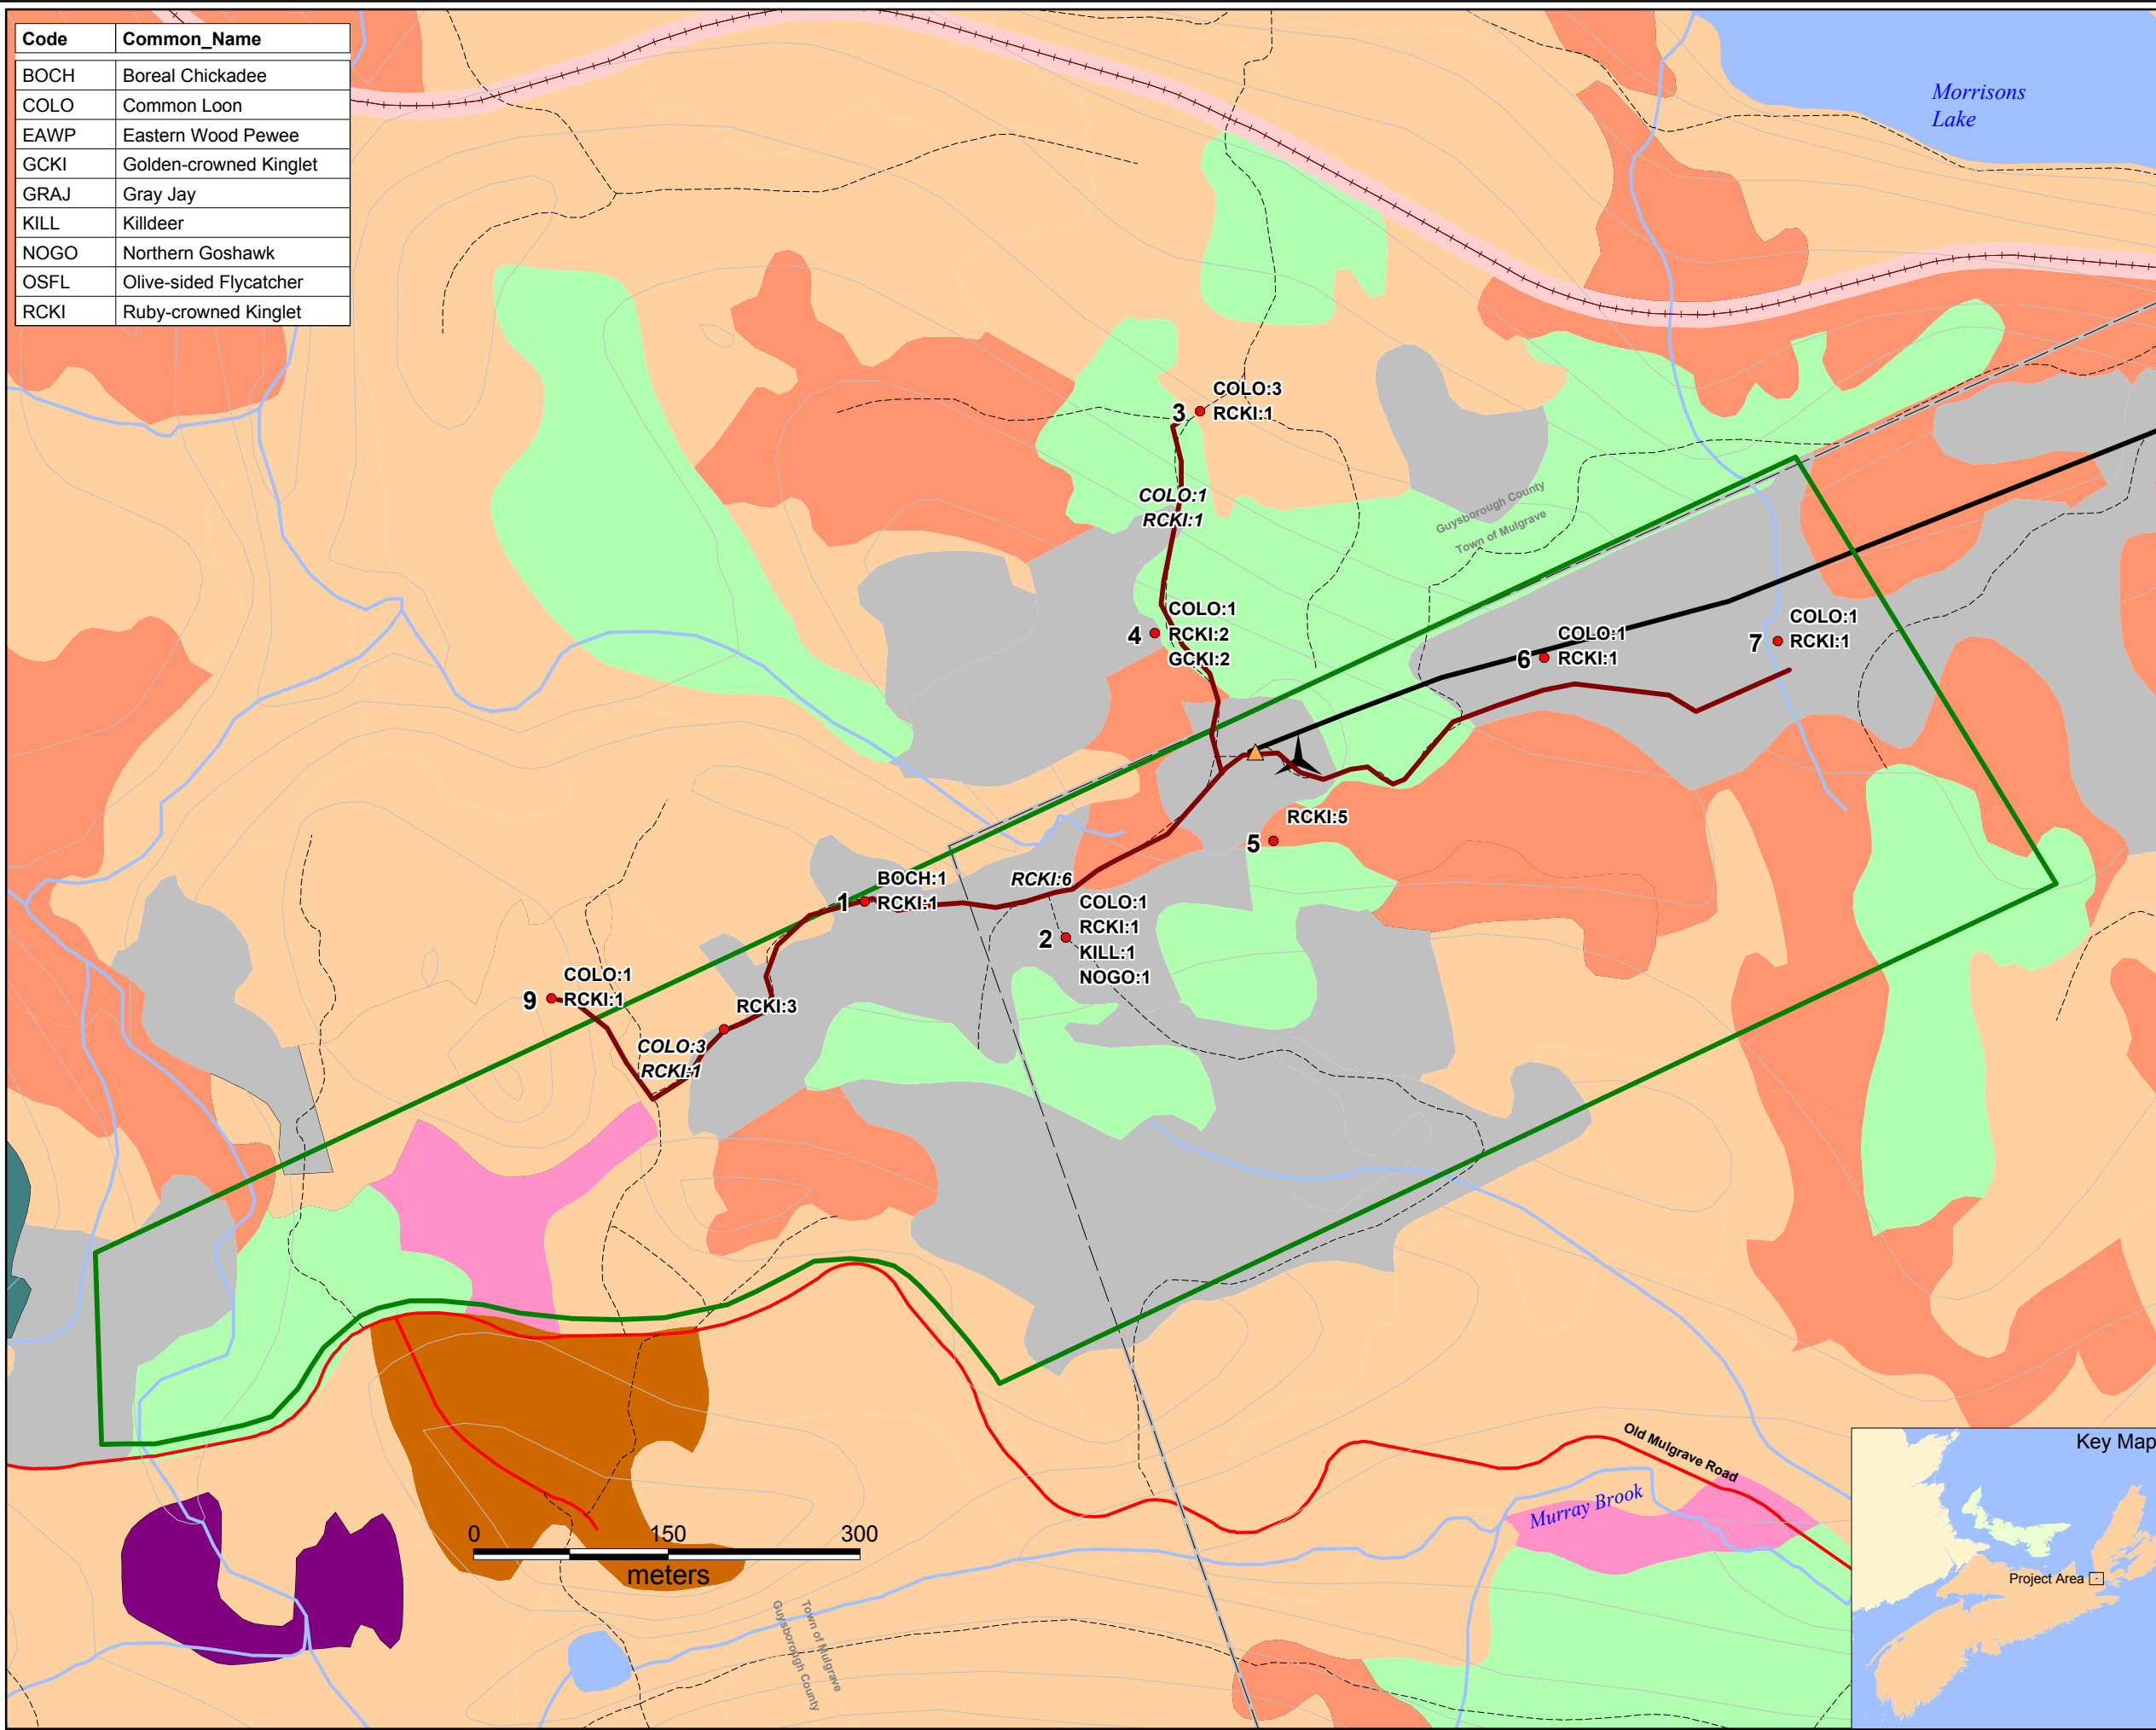 Code Common_Name
BOCH Boreal Chickadee
COLO Common Loon
EAWP Eastern Wood Pewee
GCKI Golden-crowned Kinglet
GRAJ Gray Jay
KILL Killdeer
NOGO Northern Goshawk
OSFL Olive-sided Flycatcher
RCKI Ruby-crowned Kinglet
Morrisons
Lake
3
COLO:3
RCKI:1
COLO:1
RCKI:1
Guysborough County
Town of Mulgrave
4
COLO:1
RCKI:2
GCKI:2
6
COLO:1
RCKI:1
7
COLO:1
RCKI:1
5
RCKI:5
1
BOCH:1
RCKI:1
RCKI:6
2
COLO:1
RCKI:1
KILL:1
NOGO:1
9
COLO:1
RCKI:1
RCKI:3
COLO:3
RCKI:1
Old Mulgrave Road
Murray Brook
0 150 300
meters
Town of Mulgrave
Guysborough County
Key Map
Project Area